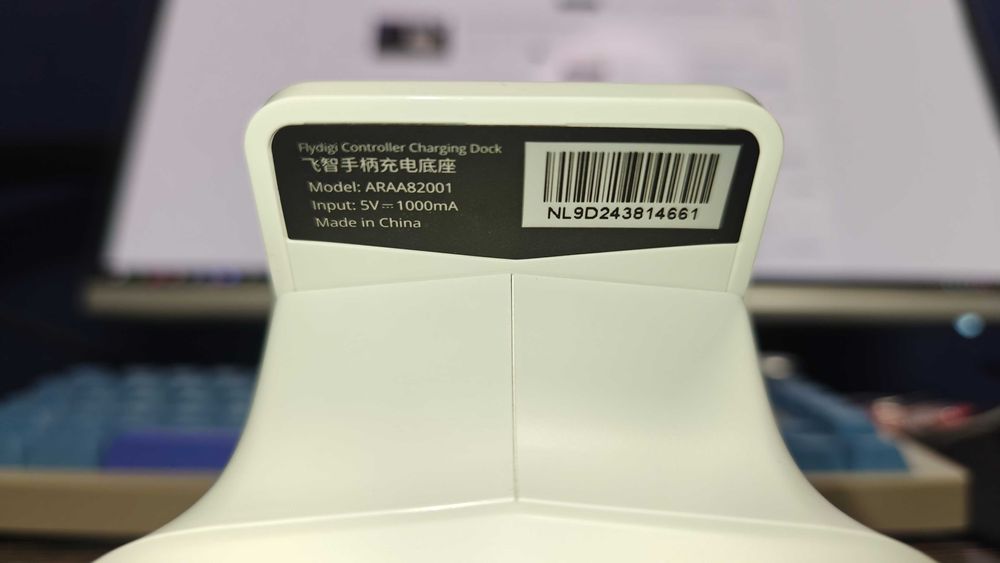 Flydigi Controller Charging Dock
飞智手柄充电底座
Model: ARAA82001
Input: 5V⎓1000mA
Made in China
NL9D243814661